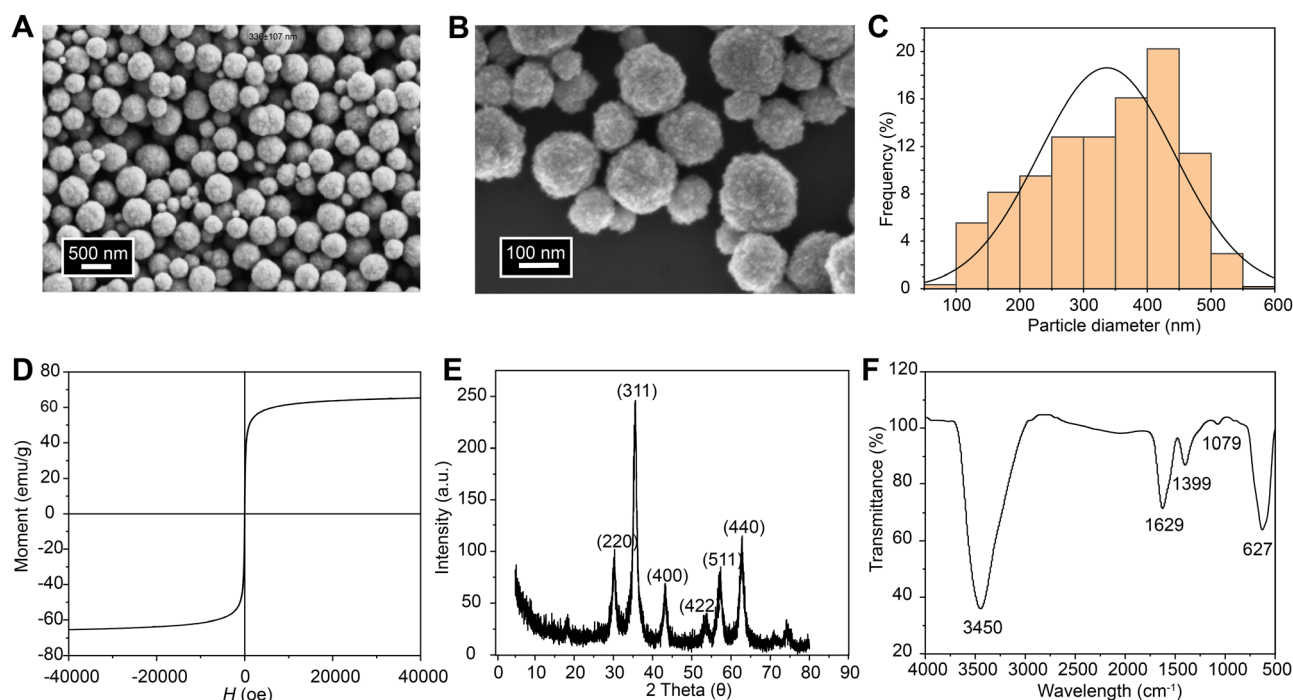 A
336±107 nm
500 nm
B
100 nm
C
Frequency (%)
20
16
12
8
4
0
100 200 300 400 500 600
Particle diameter (nm)
D
Moment (emu/g)
80
60
40
20
0
-20
-40
-60
-80
-40000 -20000 0 20000 40000
H (oe)
E
Intensity (a.u.)
250
200
150
100
50
0
(311)
(220)
(400)
(422)
(511)
(440)
0 10 20 30 40 50 60 70 80 90
2 Theta (θ)
F
Transmittance (%)
120
100
80
60
40
20
3450
1629
1399
1079
627
4000 3500 3000 2500 2000 1500 1000 500
Wavelength (cm-1)